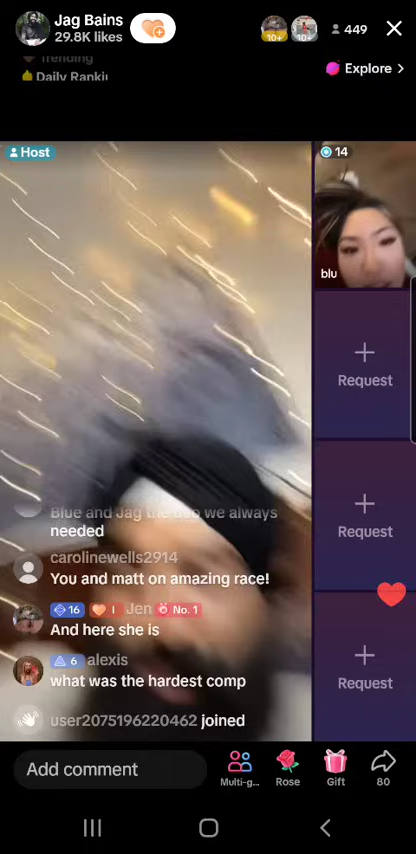 Jag Bains
29.8K likes
10+
10+
449
Trending
Daily Ranki
Explore >
Host
14
blu
Request
Request
Request
Blue and Jag the duo we always
needed
carolinewells2914
You and matt on amazing race!
16 I Jen No. 1
And here she is
6 alexis
what was the hardest comp
user2075196220462 joined
Add comment
Multi-g...
Rose
Gift
80